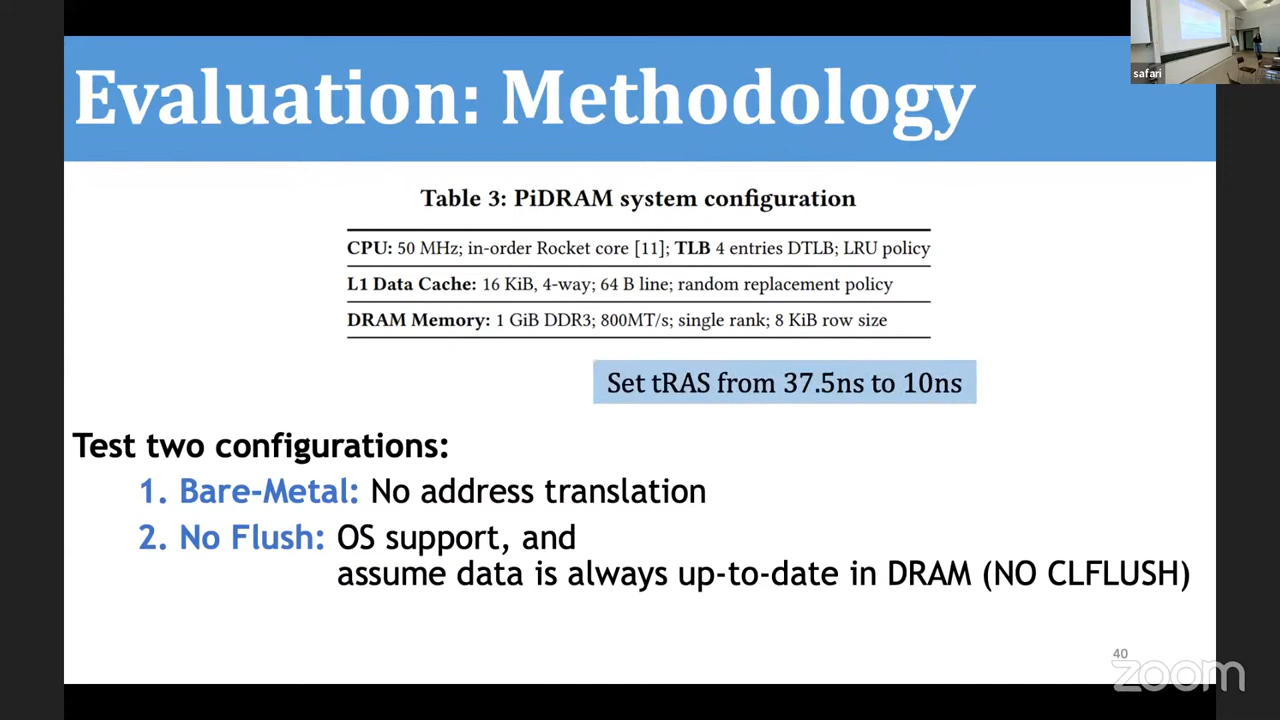 safari
Evaluation: Methodology
Table 3: PiDRAM system configuration
CPU: 50 MHz; in-order Rocket core [11]; TLB 4 entries DTLB; LRU policy
L1 Data Cache: 16 KiB, 4-way; 64 B line; random replacement policy
DRAM Memory: 1 GiB DDR3; 800MT/s; single rank; 8 KiB row size
Set tRAS from 37.5ns to 10ns
Test two configurations:
1. Bare-Metal: No address translation
2. No Flush: OS support, and
assume data is always up-to-date in DRAM (NO CLFLUSH)
40
zoom